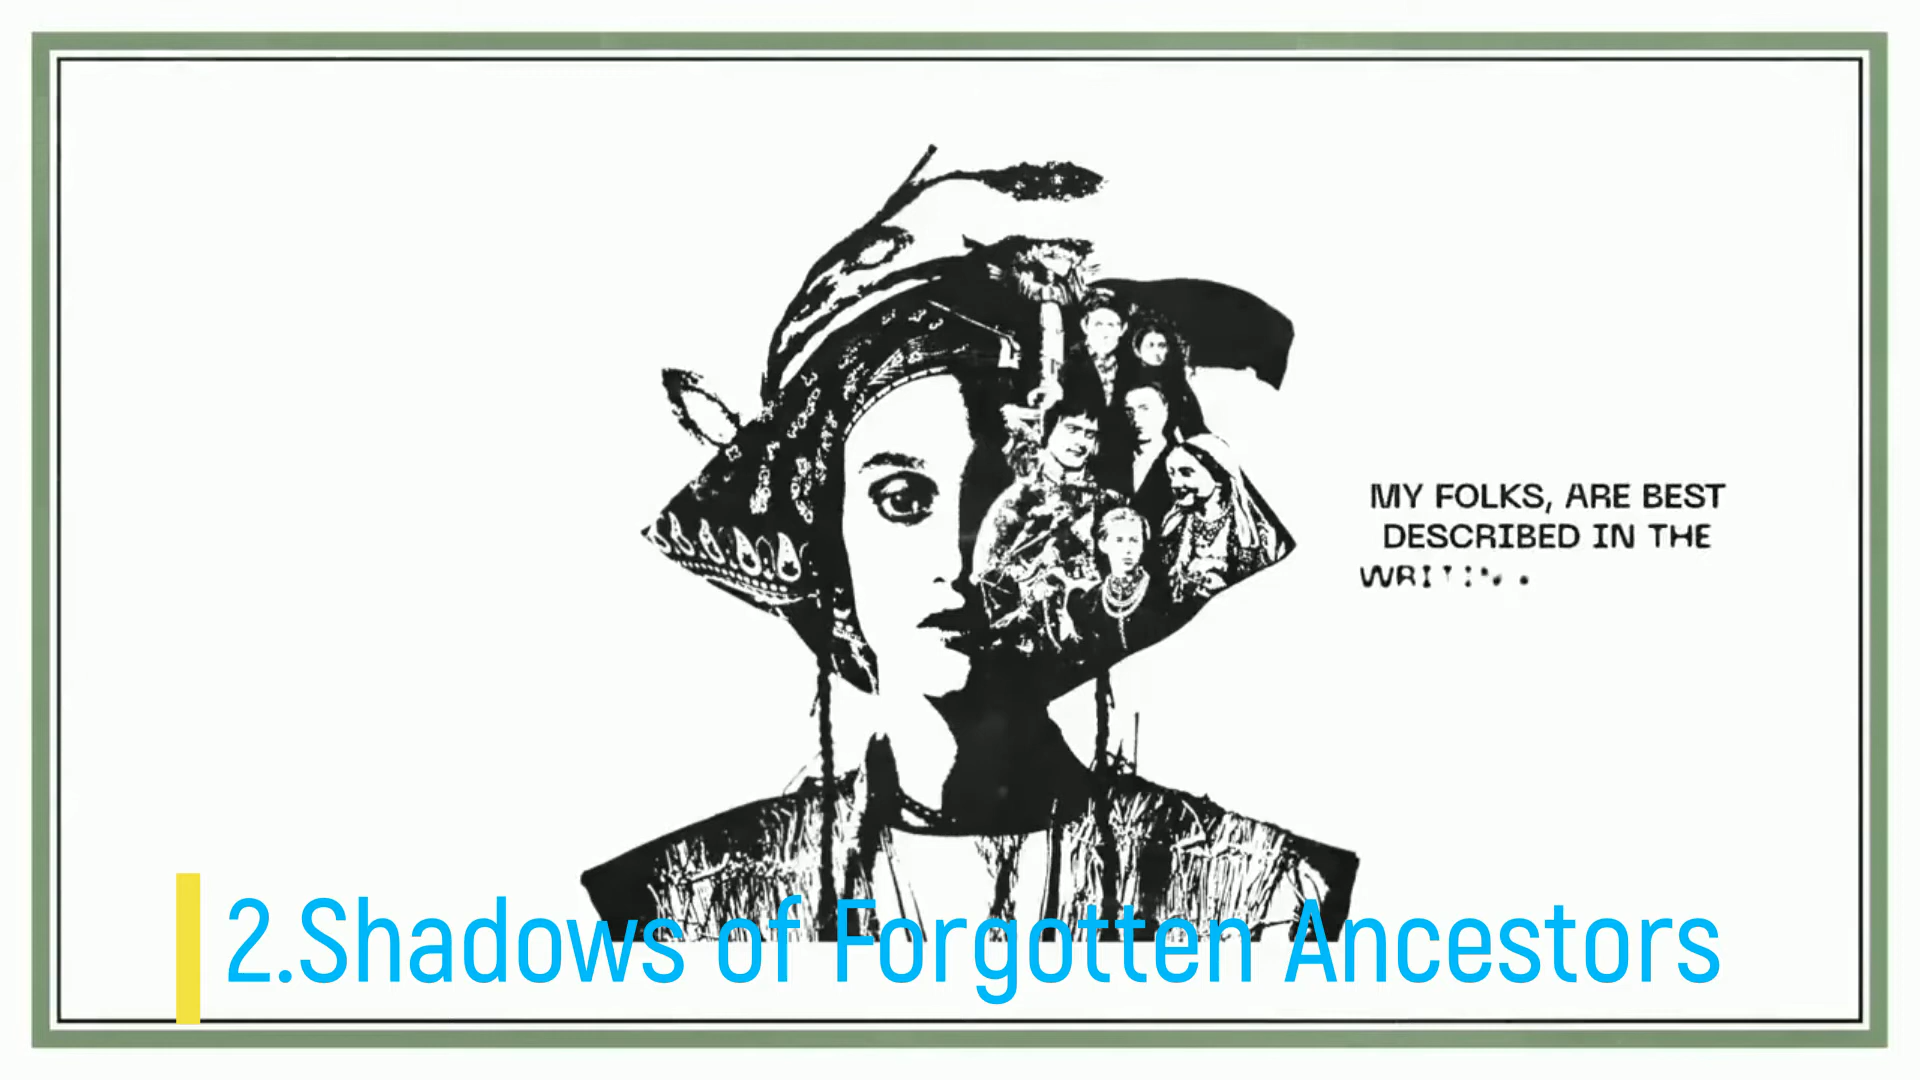 MY FOLKS, ARE BEST
DESCRIBED IN THE
2.Shadows of Forgotten Ancestors